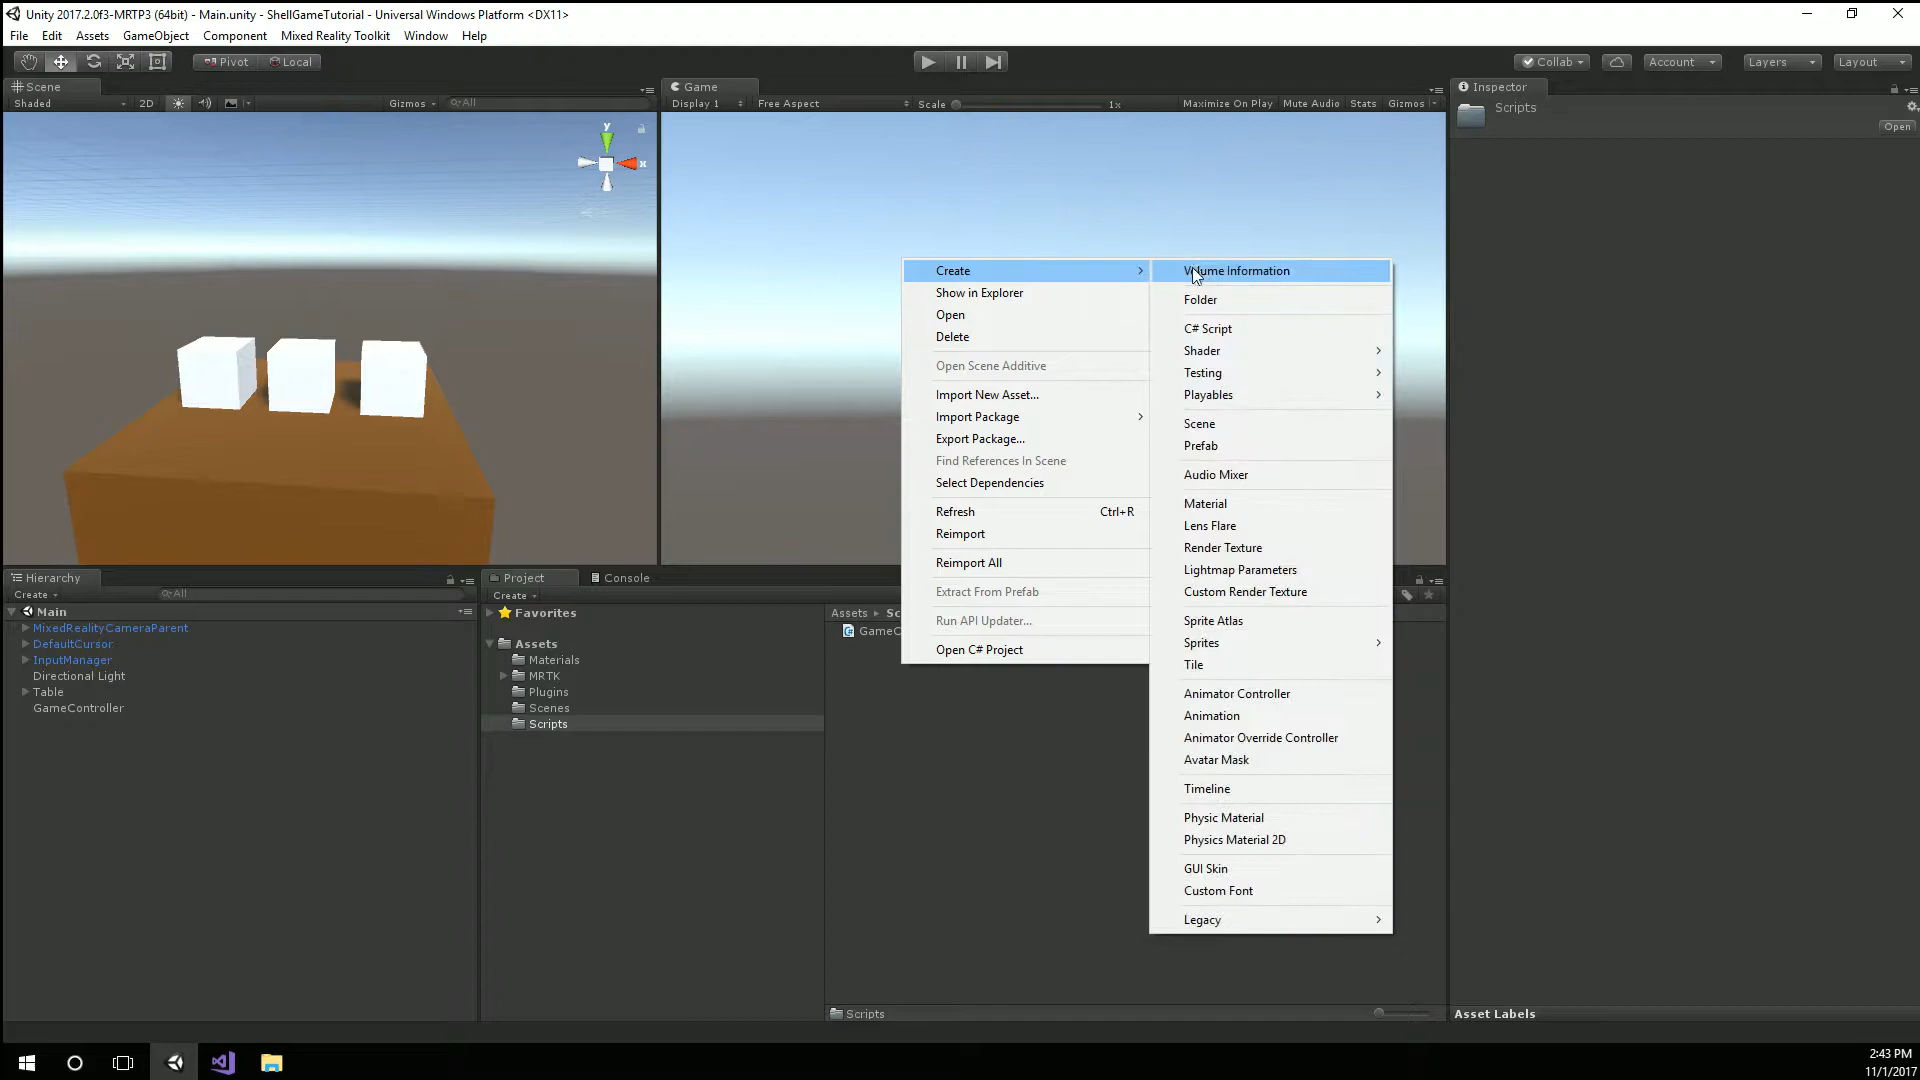 Unity 2017.2.0f3-MRTP3 (64bit) - Main.unity - ShellGameTutorial - Universal Windows Platform <DX11>
File Edit Assets GameObject Component Mixed Reality Toolkit Window Help
Pivot Local Collab Account Layers Layout
Scene Game Inspector
Shaded 2D Gizmos All Display 1 Free Aspect Scale 1x Maximize On Play Mute Audio Stats Gizmos
Scripts
Open
y
x
Create
Show in Explorer
Open
Delete
Open Scene Additive
Import New Asset...
Import Package
Export Package...
Find References In Scene
Select Dependencies
Refresh Ctrl+R
Reimport
Reimport All
Extract From Prefab
Run API Updater...
Open C# Project
Volume Information
Folder
C# Script
Shader
Testing
Playables
Scene
Prefab
Audio Mixer
Material
Lens Flare
Render Texture
Lightmap Parameters
Custom Render Texture
Sprite Atlas
Sprites
Tile
Animator Controller
Animation
Animator Override Controller
Avatar Mask
Timeline
Physic Material
Physics Material 2D
GUI Skin
Custom Font
Legacy
Hierarchy
Create All
Main
MixedRealityCameraParent
DefaultCursor
InputManager
Directional Light
Table
GameController
Project Console
Create
Favorites
Assets
Materials
MRTK
Plugins
Scenes
Scripts
Assets Sc
GameC
Scripts
Asset Labels
2:43 PM
11/1/2017